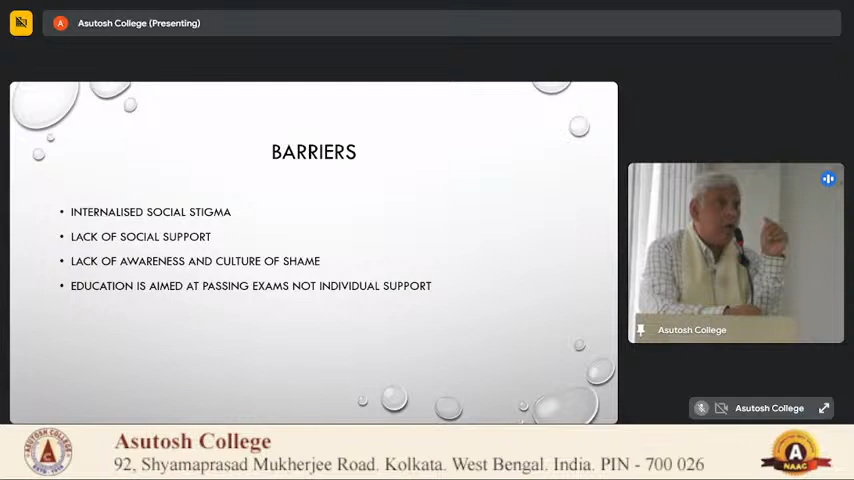 A Asutosh College (Presenting)
BARRIERS
• INTERNALISED SOCIAL STIGMA
• LACK OF SOCIAL SUPPORT
• LACK OF AWARENESS AND CULTURE OF SHAME
• EDUCATION IS AIMED AT PASSING EXAMS NOT INDIVIDUAL SUPPORT
Asutosh College
Asutosh College
ASUTOSH COLLEGE
Asutosh College
92, Shyamaprasad Mukherjee Road. Kolkata. West Bengal. India. PIN - 700 026
A
NAAC